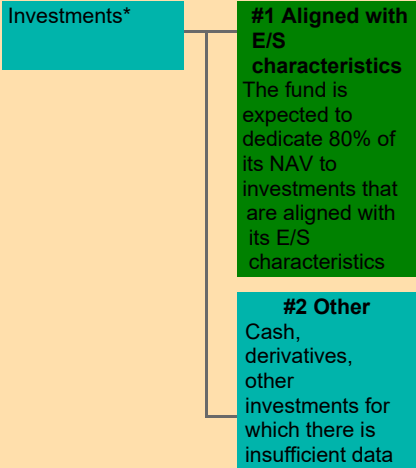 Investments*
#1 Aligned with
E/S
characteristics
The fund is
expected to
dedicate 80% of
its NAV to
investments that
are aligned with
its E/S
characteristics
#2 Other
Cash,
derivatives,
other
investments for
which there is
insufficient data